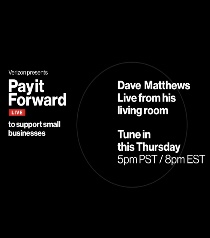 Verizon presents
Pay it
Forward
LIVE
to support small
businesses
Dave Matthews
Live from his
living room
Tune in
this Thursday
5pm PST / 8pm EST